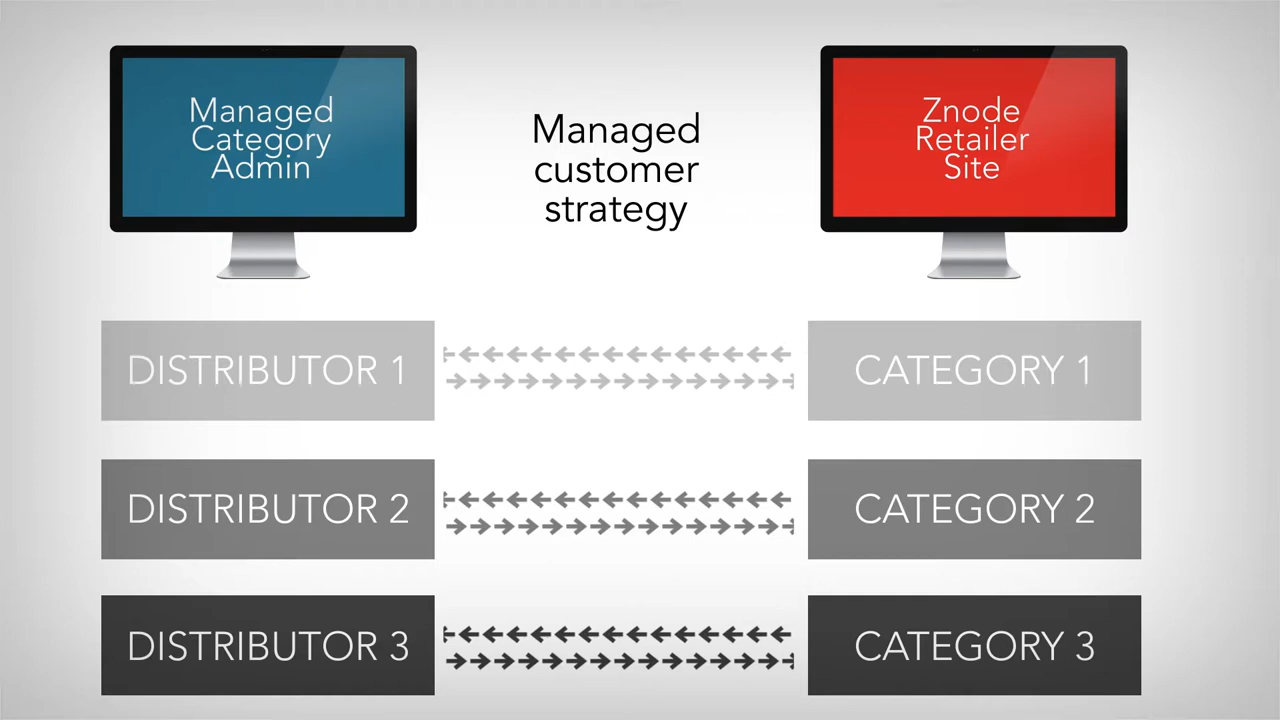 Managed
Category
Admin
Managed
customer
strategy
Znode
Retailer
Site
DISTRIBUTOR 1
CATEGORY 1
DISTRIBUTOR 2
CATEGORY 2
DISTRIBUTOR 3
CATEGORY 3